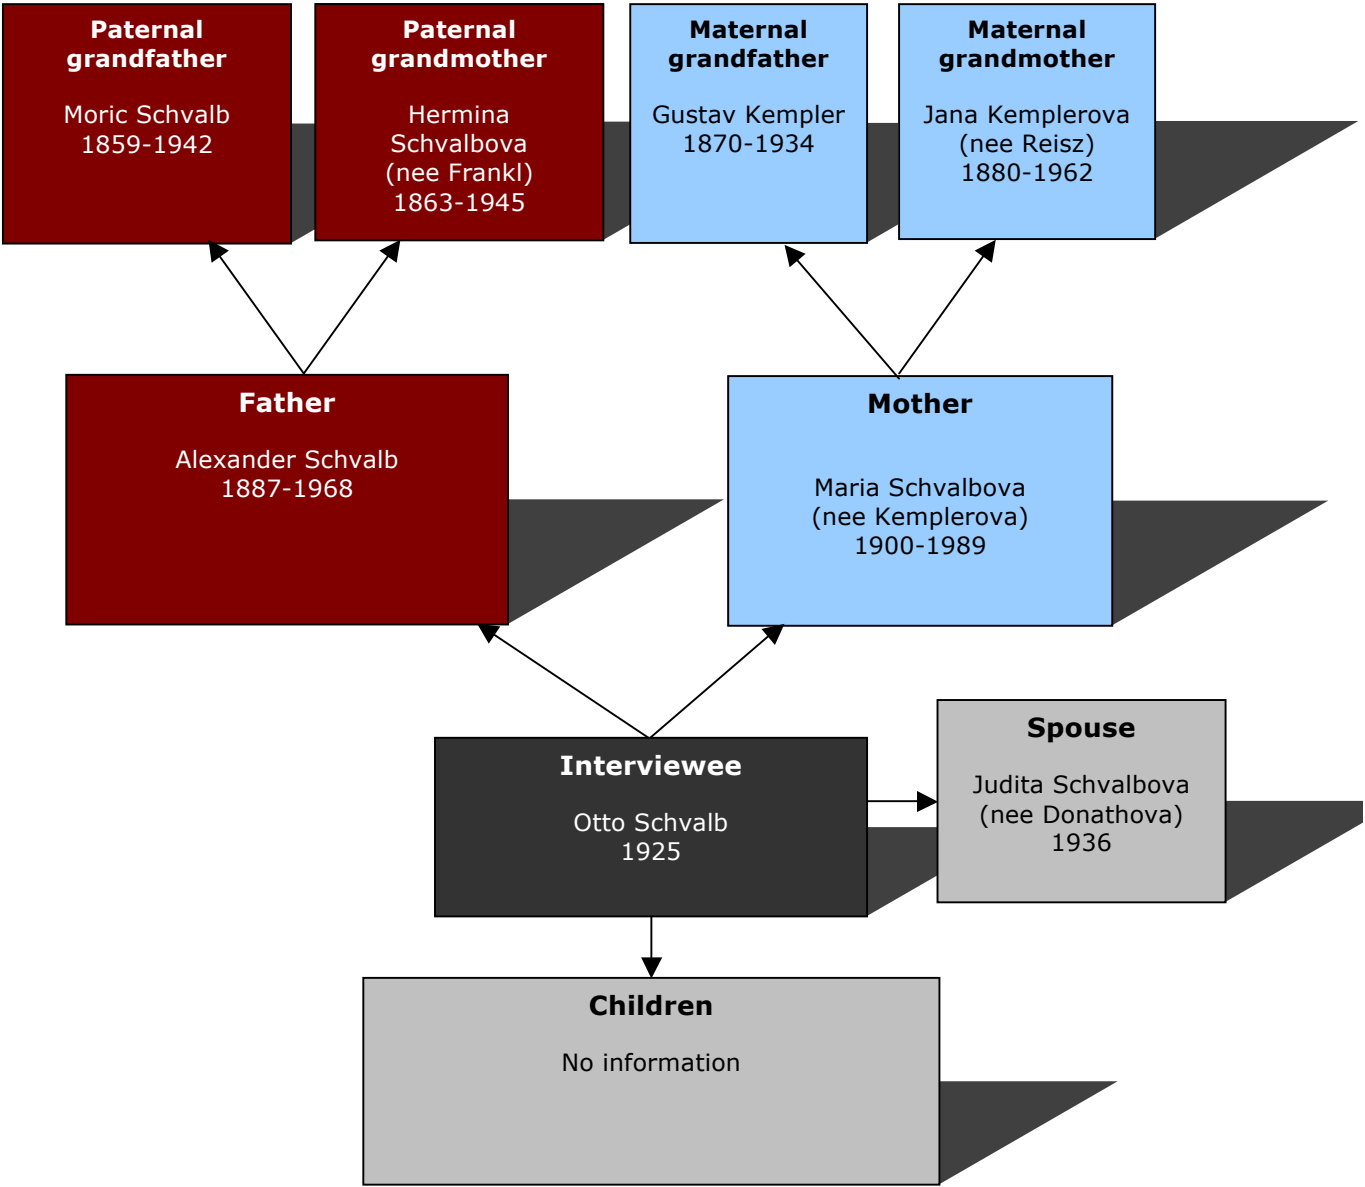 Paternal
grandfather
Moric Schvalb
1859-1942
Paternal
grandmother
Hermina
Schvalbova
(nee Frankl)
1863-1945
Maternal
grandfather
Gustav Kempler
1870-1934
Maternal
grandmother
Jana Kemplerova
(nee Reisz)
1880-1962
Father
Alexander Schvalb
1887-1968
Mother
Maria Schvalbova
(nee Kemplerova)
1900-1989
Interviewee
Otto Schvalb
1925
Spouse
Judita Schvalbova
(nee Donathova)
1936
Children
No information